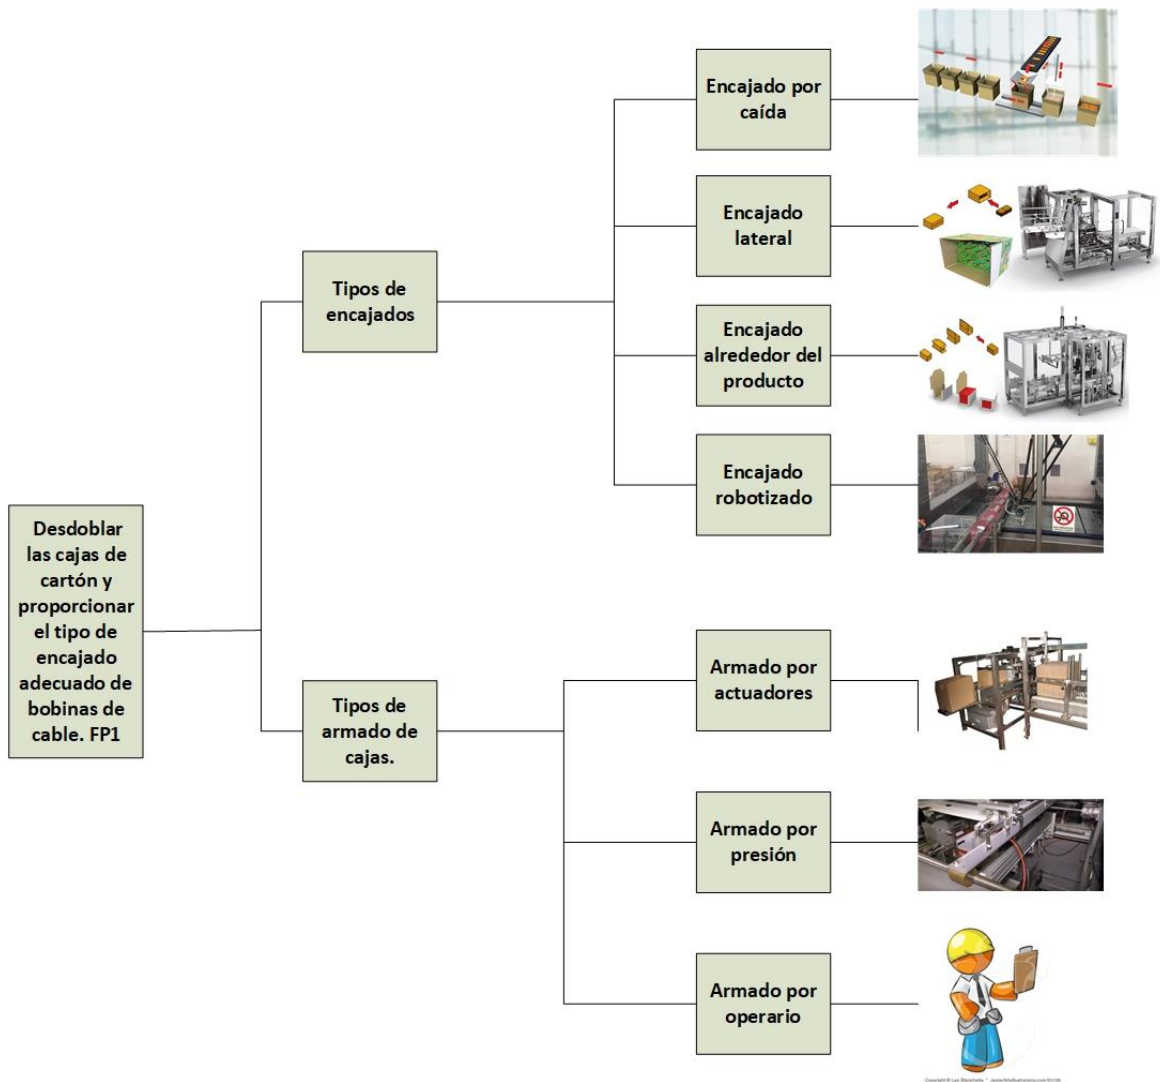 Encajado por
caída
Encajado
lateral
Tipos de
encajados
Encajado
alrededor del
producto
Encajado
robotizado
Desdoblar
las cajas de
cartón y
proporcionar
el tipo de
encajado
adecuado de
bobinas de
cable. FP1
Armado por
actuadores
Tipos de
armado de
cajas.
Armado por
presión
Armado por
operario